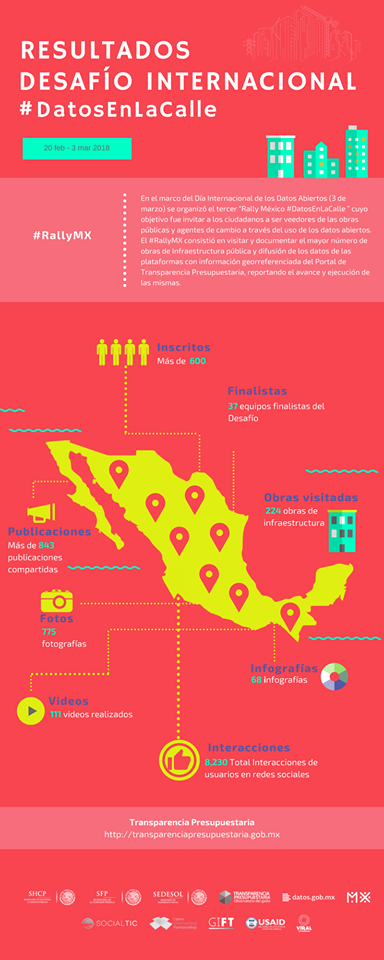 RESULTADOS
DESAFÍO INTERNACIONAL
#DatosEnLaCalle
20 feb - 3 mar 2018
#RallyMX
En el marco del Día Internacional de los Datos Abiertos (3 de
marzo) se organizó el tercer "Rally México #DatosEnLaCalle " cuyo
objetivo fue invitar a los ciudadanos a ser veedores de las obras
públicas y agentes de cambio a través del uso de los datos abiertos.
El #RallyMX consistió en visitar y documentar el mayor número de
obras de Infraestructura pública y difusión de los datos de las
plataformas con información georreferenciada del Portal de
Transparencia Presupuestaria, reportando el avance y ejecución de
las mismas.
Inscritos
Más de 600
Finalistas
37 equipos finalistas del
Desafío
Obras visitadas
224 obras de
infraestructura
Publicaciones
Más de 843
publicaciones
compartidas
Fotos
775
fotografías
Infografías
68 infografías
Videos
111 videos realizados
Interacciones
8,230 Total Interacciones de
usuarios en redes sociales
Transparencia Presupuestaria
http://transparenciapresupuestaria.gob.mx
SHCP
SFP
SEDESOL
TRANSPARENCIA
PRESUPUESTARIA
Observatorio del gasto
datos.gob.mx
MX
SOCIALTIC
GIFT
USAID
VIRAL